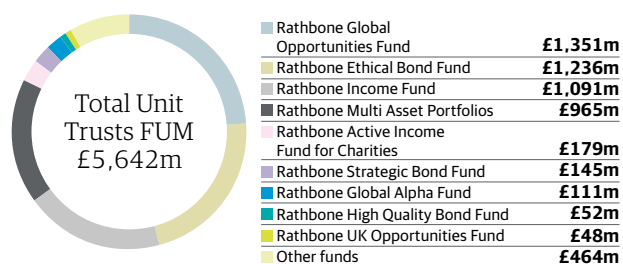 Total Unit
Trusts FUM
£5,642m
Rathbone Global
Opportunities Fund £1,351m
Rathbone Ethical Bond Fund £1,236m
Rathbone Income Fund £1,091m
Rathbone Multi Asset Portfolios £965m
Rathbone Active Income
Fund for Charities £179m
Rathbone Strategic Bond Fund £145m
Rathbone Global Alpha Fund £111m
Rathbone High Quality Bond Fund £52m
Rathbone UK Opportunities Fund £48m
Other funds £464m